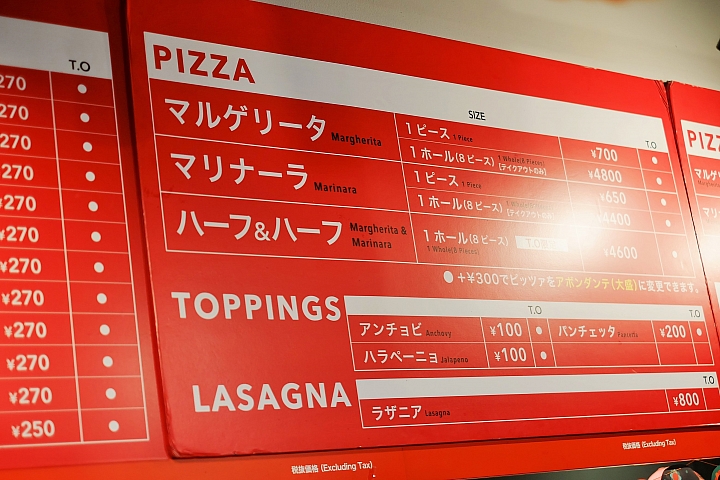 T.O
270
270
270
270
270
¥270
¥270
¥270
¥270
¥270
¥270
¥250
PIZZA
SIZE
T.O
マルゲリータ Margherita
1 ピース 1 Piece ¥700
1 ホール(8 ピース) 1 Whole(8 Pieces) [テイクアウトのみ] ¥4800
マリナーラ Marinara
1 ピース 1 Piece ¥650
1 ホール(8 ピース) [テイクアウトのみ] ¥4400
ハーフ&ハーフ Margherita & Marinara
1 ホール(8 ピース) 1 Whole(8 Pieces) ¥4600
●+¥300でピッツァをアボンダンテ(大盛)に変更できます。
TOPPINGS
T.O
T.O
アンチョビ Anchovy ¥100
パンチェッタ ¥200
ハラペーニョ Jalapeno ¥100
LASAGNA
T.O
ラザニア Lasagna ¥800
税抜価格 (Excluding Tax)
税抜価格 (Excluding Tax)
PIZZ
マルゲ
マリ